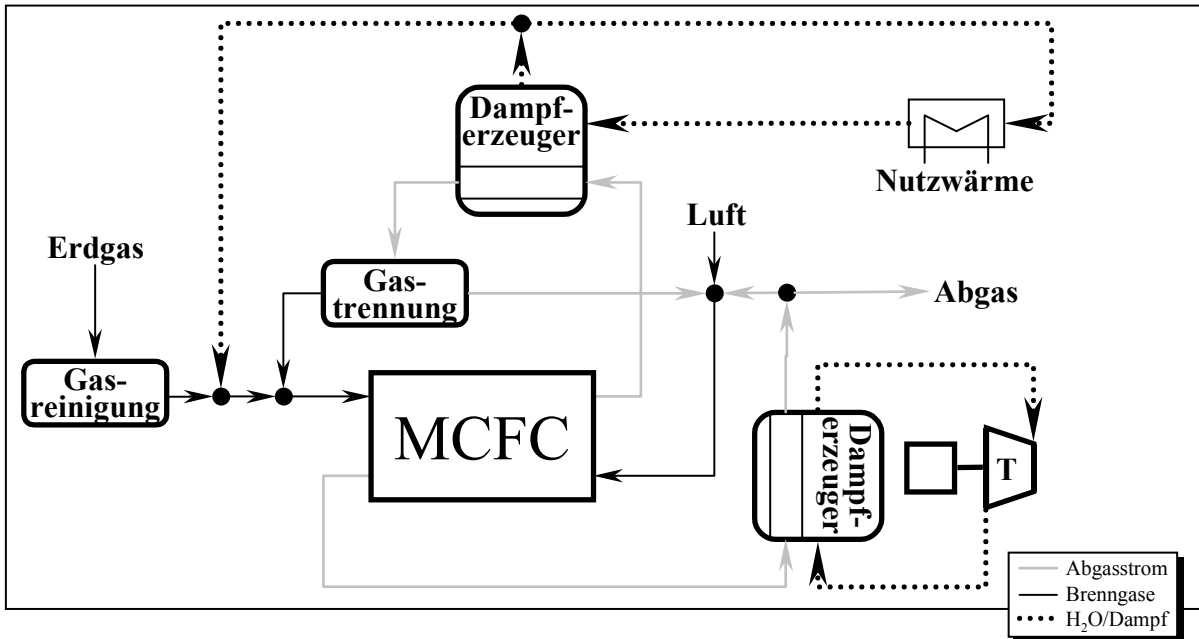 Dampf-
erzeuger
Nutzwärme
Luft
Erdgas
Gas-
trennung
Abgas
Gas-
reinigung
MCFC
Dampf-
erzeuger
T
Abgasstrom
Brenngase
H₂O/Dampf